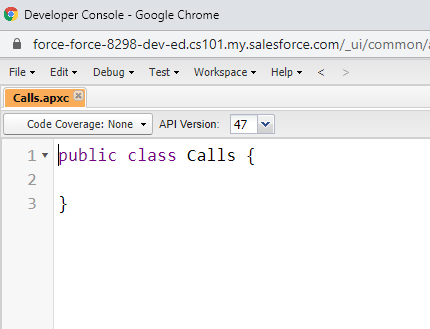 Developer Console - Google Chrome
force-force-8298-dev-ed.cs101.my.salesforce.com/_ui/common/
File Edit Debug Test Workspace Help < >
Calls.apxc
Code Coverage: None API Version: 47
1 public class Calls {
2
3 }